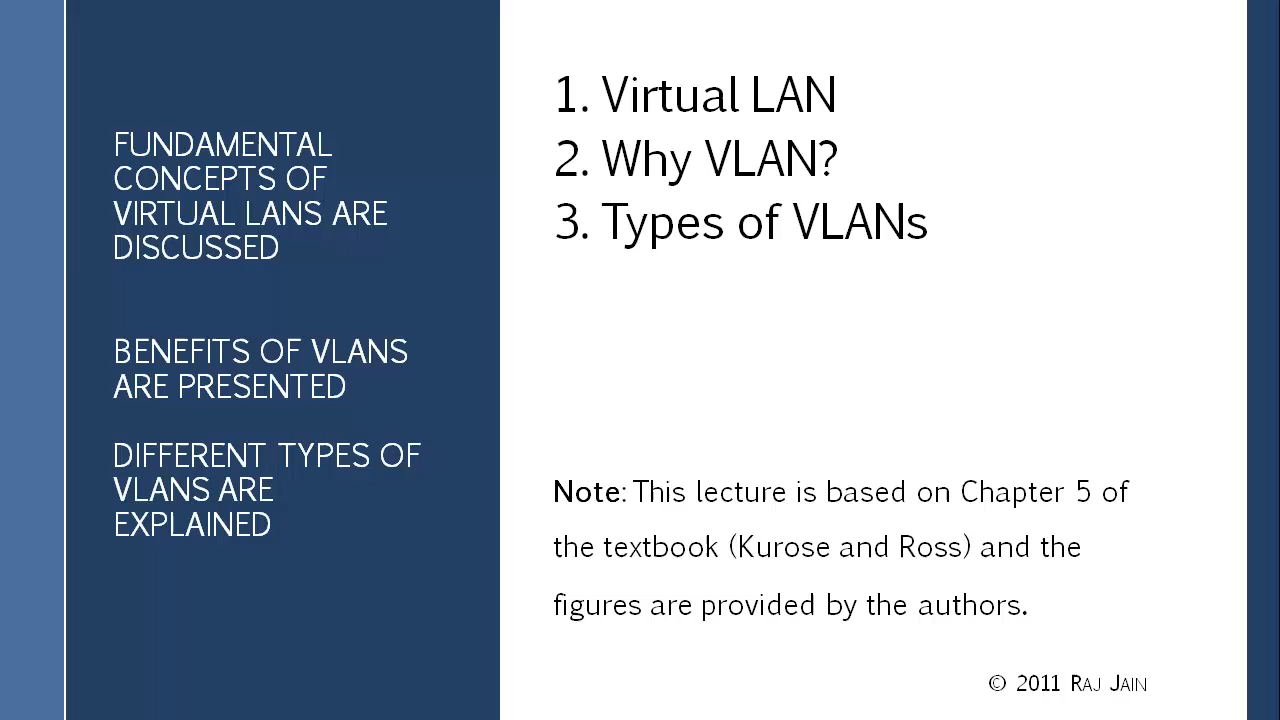 FUNDAMENTAL
CONCEPTS OF
VIRTUAL LANS ARE
DISCUSSED
BENEFITS OF VLANS
ARE PRESENTED
DIFFERENT TYPES OF
VLANS ARE
EXPLAINED
1. Virtual LAN
2. Why VLAN?
3. Types of VLANs
Note: This lecture is based on Chapter 5 of
the textbook (Kurose and Ross) and the
figures are provided by the authors.
© 2011 RAJ JAIN